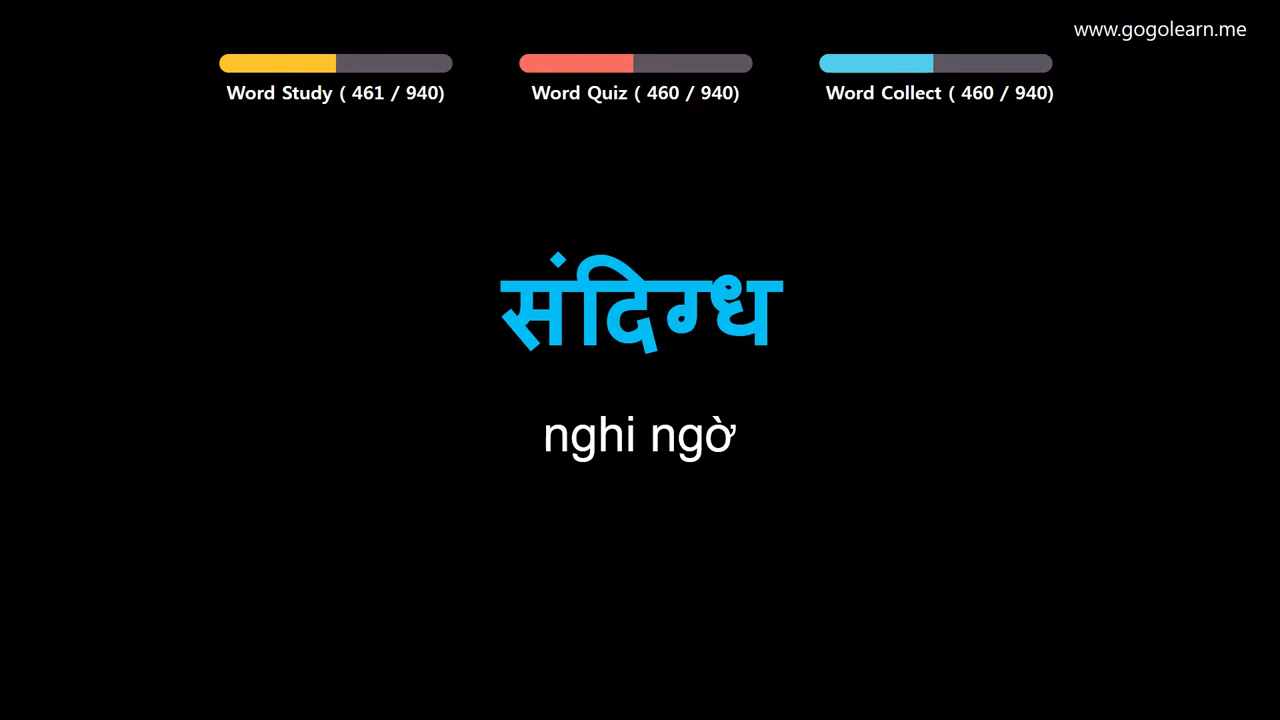 www.gogolearn.me
Word Study ( 461 / 940)
Word Quiz ( 460 / 940)
Word Collect ( 460 / 940)
संदिग्ध
nghi ngờ